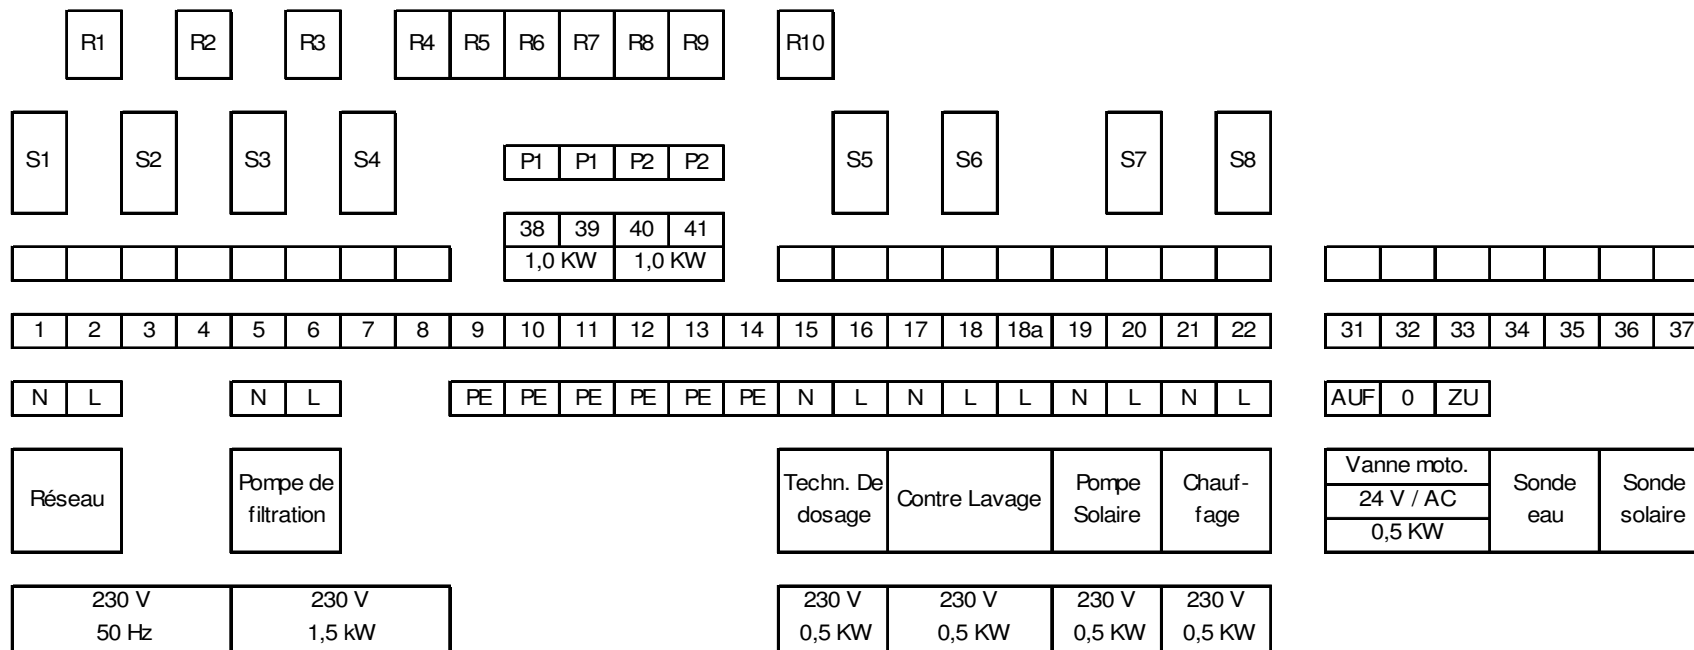 R1 R2 R3 R4 R5 R6 R7 R8 R9 R10
S1 S2 S3 S4 P1 P1 P2 P2 S5 S6 S7 S8
38 39 40 41
1,0 KW 1,0 KW
1 2 3 4 5 6 7 8 9 10 11 12 13 14 15 16 17 18 18a 19 20 21 22 31 32 33 34 35 36 37
N L N L PE PE PE PE PE PE N L N L L N L N L AUF 0 ZU
Réseau
Pompe de
filtration
Techn. De
dosage
Contre Lavage
Pompe
Solaire
Chauf-
fage
Vanne moto.
24 V / AC
0,5 KW
Sonde
eau
Sonde
solaire
230 V
50 Hz
230 V
1,5 kW
230 V
0,5 KW
230 V
0,5 KW
230 V
0,5 KW
230 V
0,5 KW